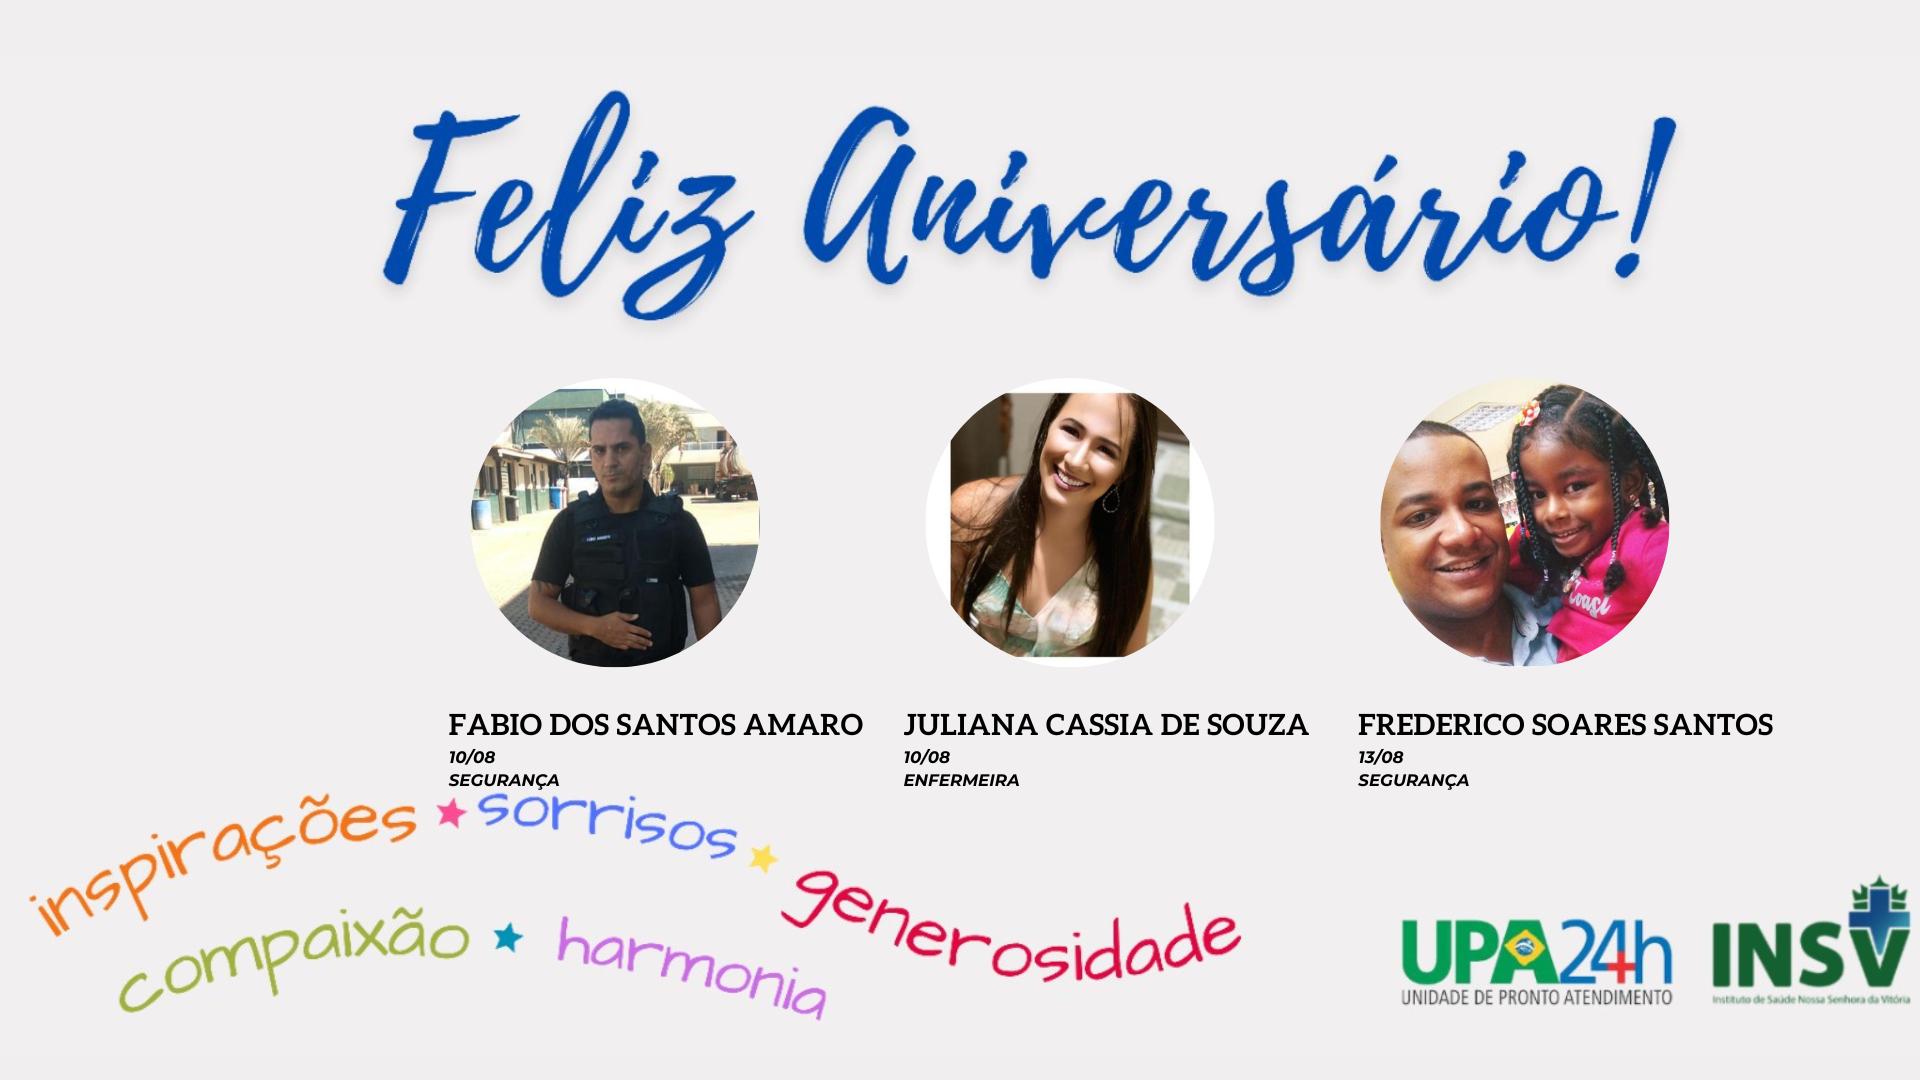 Feliz Aniversário!
FABIO DOS SANTOS AMARO
10/08
SEGURANÇA
JULIANA CASSIA DE SOUZA
10/08
ENFERMEIRA
FREDERICO SOARES SANTOS
13/08
SEGURANÇA
inspirações ★ sorrisos ★ generosidade
compaixão ★ harmonia
UPA24h
UNIDADE DE PRONTO ATENDIMENTO
INSV
Instituto de Saúde Nossa Senhora da Vitória